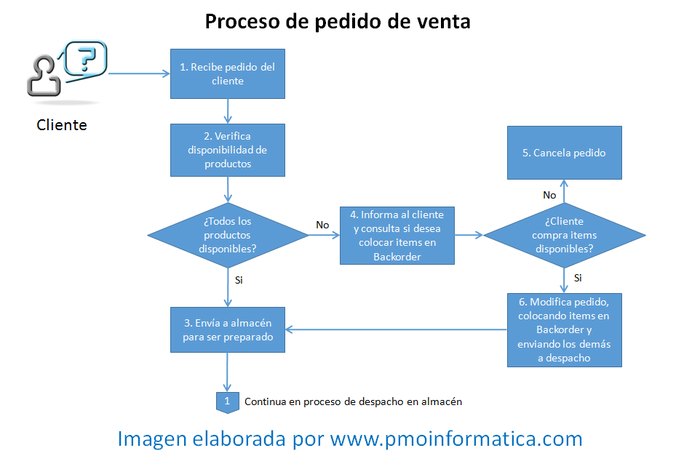 Proceso de pedido de venta
?
Cliente
1. Recibe pedido del
cliente
2. Verifica
disponibilidad de
productos
¿Todos los
productos
disponibles?
No
Si
4. Informa al cliente
y consulta si desea
colocar items en
Backorder
¿Cliente
compra items
disponibles?
No
5. Cancela pedido
Si
6. Modifica pedido,
colocando items en
Backorder y
enviando los demás
a despacho
3. Envía a almacén
para ser preparado
1
Continua en proceso de despacho en almacén
Imagen elaborada por www.pmoinformatica.com